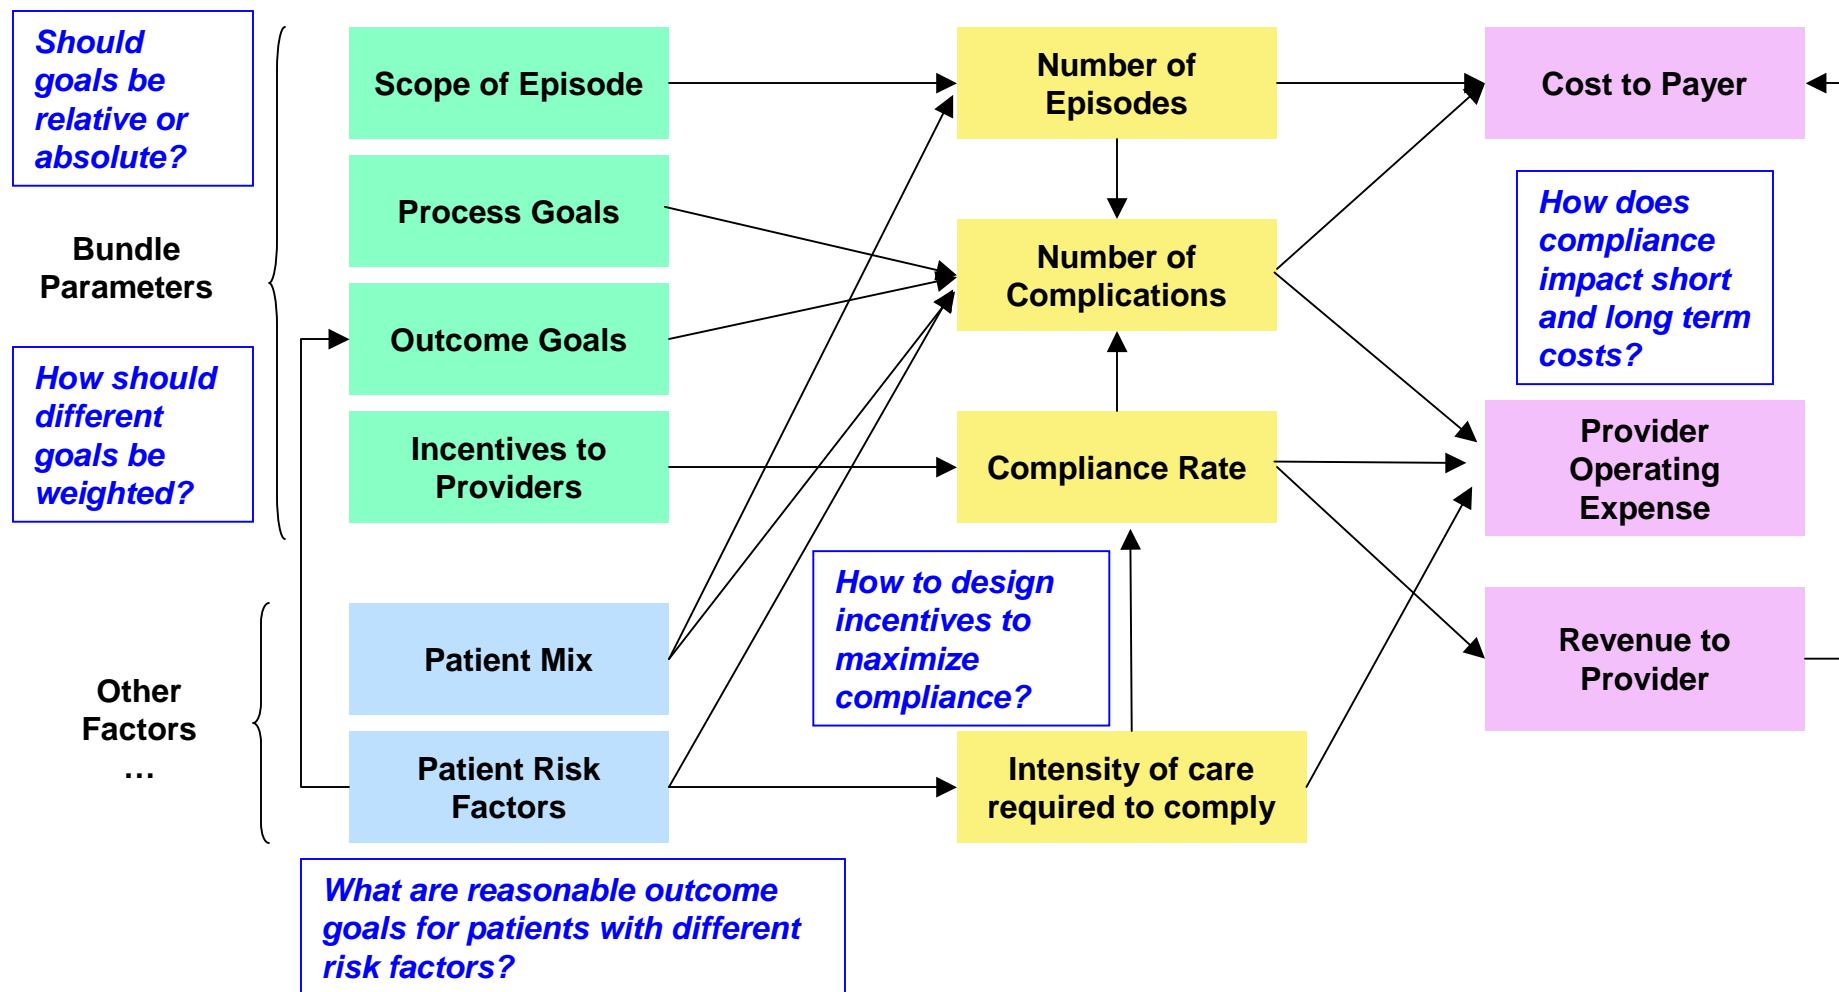 Should
goals be
relative or
absolute?
Bundle
Parameters
How should
different
goals be
weighted?
Other
Factors
…
Scope of Episode
Process Goals
Outcome Goals
Incentives to
Providers
Patient Mix
Patient Risk
Factors
What are reasonable outcome
goals for patients with different
risk factors?
Number of
Episodes
Number of
Complications
Compliance Rate
How to design
incentives to
maximize
compliance?
Intensity of care
required to comply
Cost to Payer
How does
compliance
impact short
and long term
costs?
Provider
Operating
Expense
Revenue to
Provider